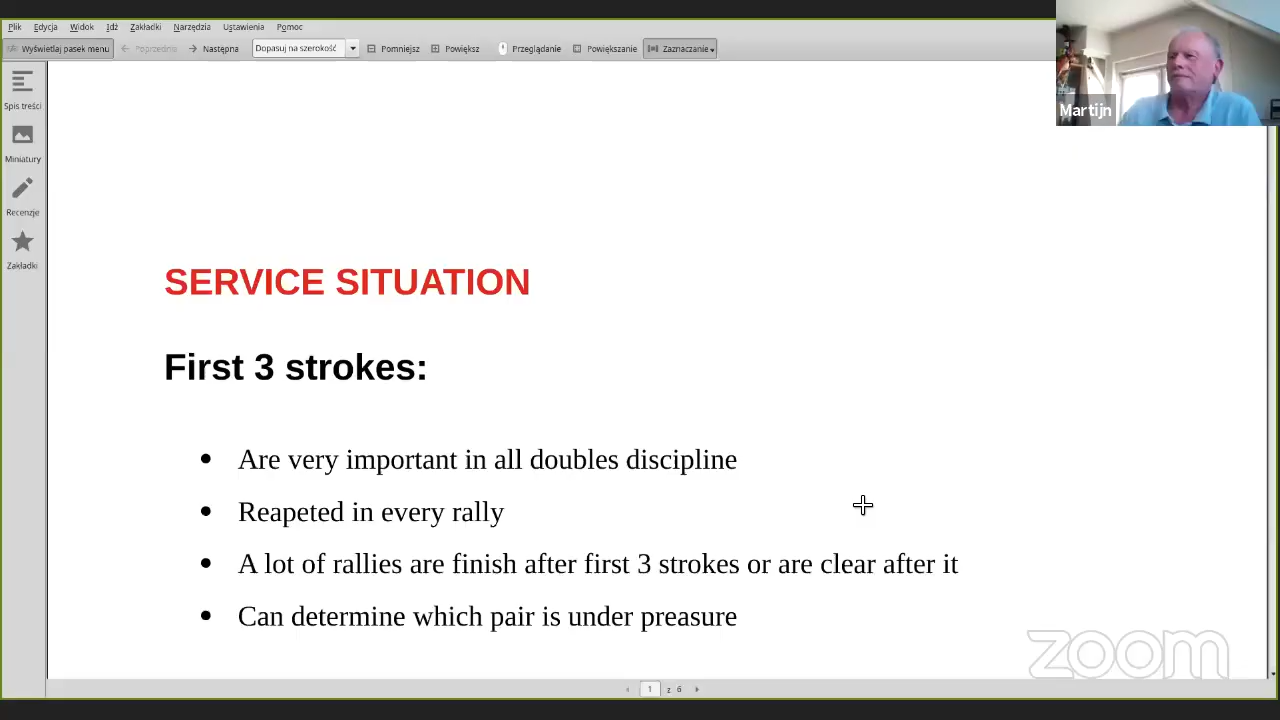 Plik Edycja Widok Idź Zakładki Narzędzia Ustawienia Pomoc
Wyświetlaj pasek menu Poprzednia Następna Dopasuj na szerokość Pomniejsz Powiększ Przeglądanie Powiększanie Zaznaczanie
Spis treści
Miniatury
Recenzje
Zakładki
Martijn
SERVICE SITUATION
First 3 strokes:
• Are very important in all doubles discipline
• Reapeted in every rally
• A lot of rallies are finish after first 3 strokes or are clear after it
• Can determine which pair is under preasure
zoom
1 z 6